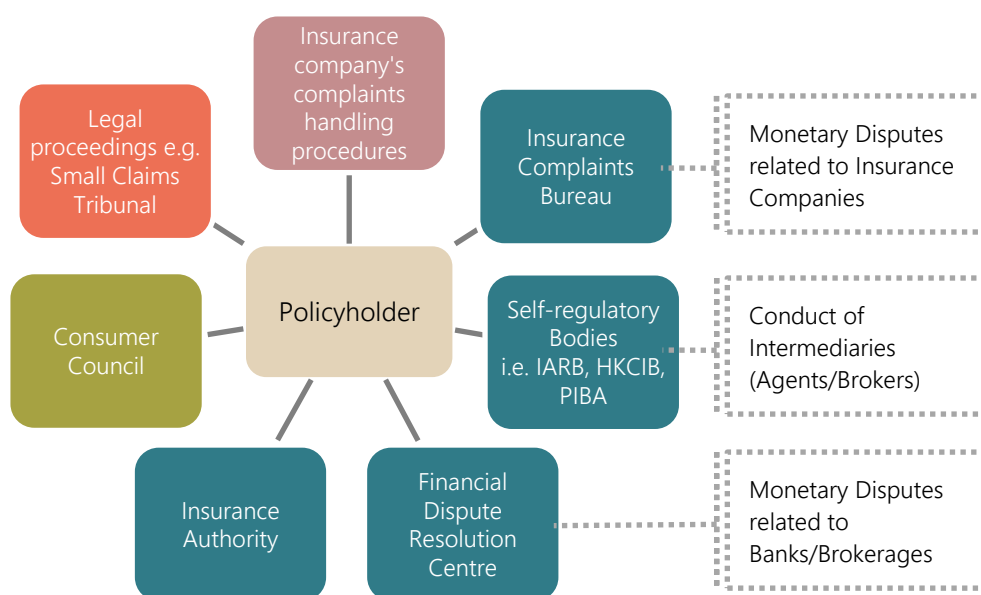 Insurance
company's
complaints
handling
procedures
Legal
proceedings e.g.
Small Claims
Tribunal
Insurance
Complaints
Bureau
Monetary Disputes
related to Insurance
Companies
Policyholder
Consumer
Council
Self-regulatory
Bodies
i.e. IARB, HKCIB,
PIBA
Conduct of
Intermediaries
(Agents/Brokers)
Insurance
Authority
Financial
Dispute
Resolution
Centre
Monetary Disputes
related to
Banks/Brokerages